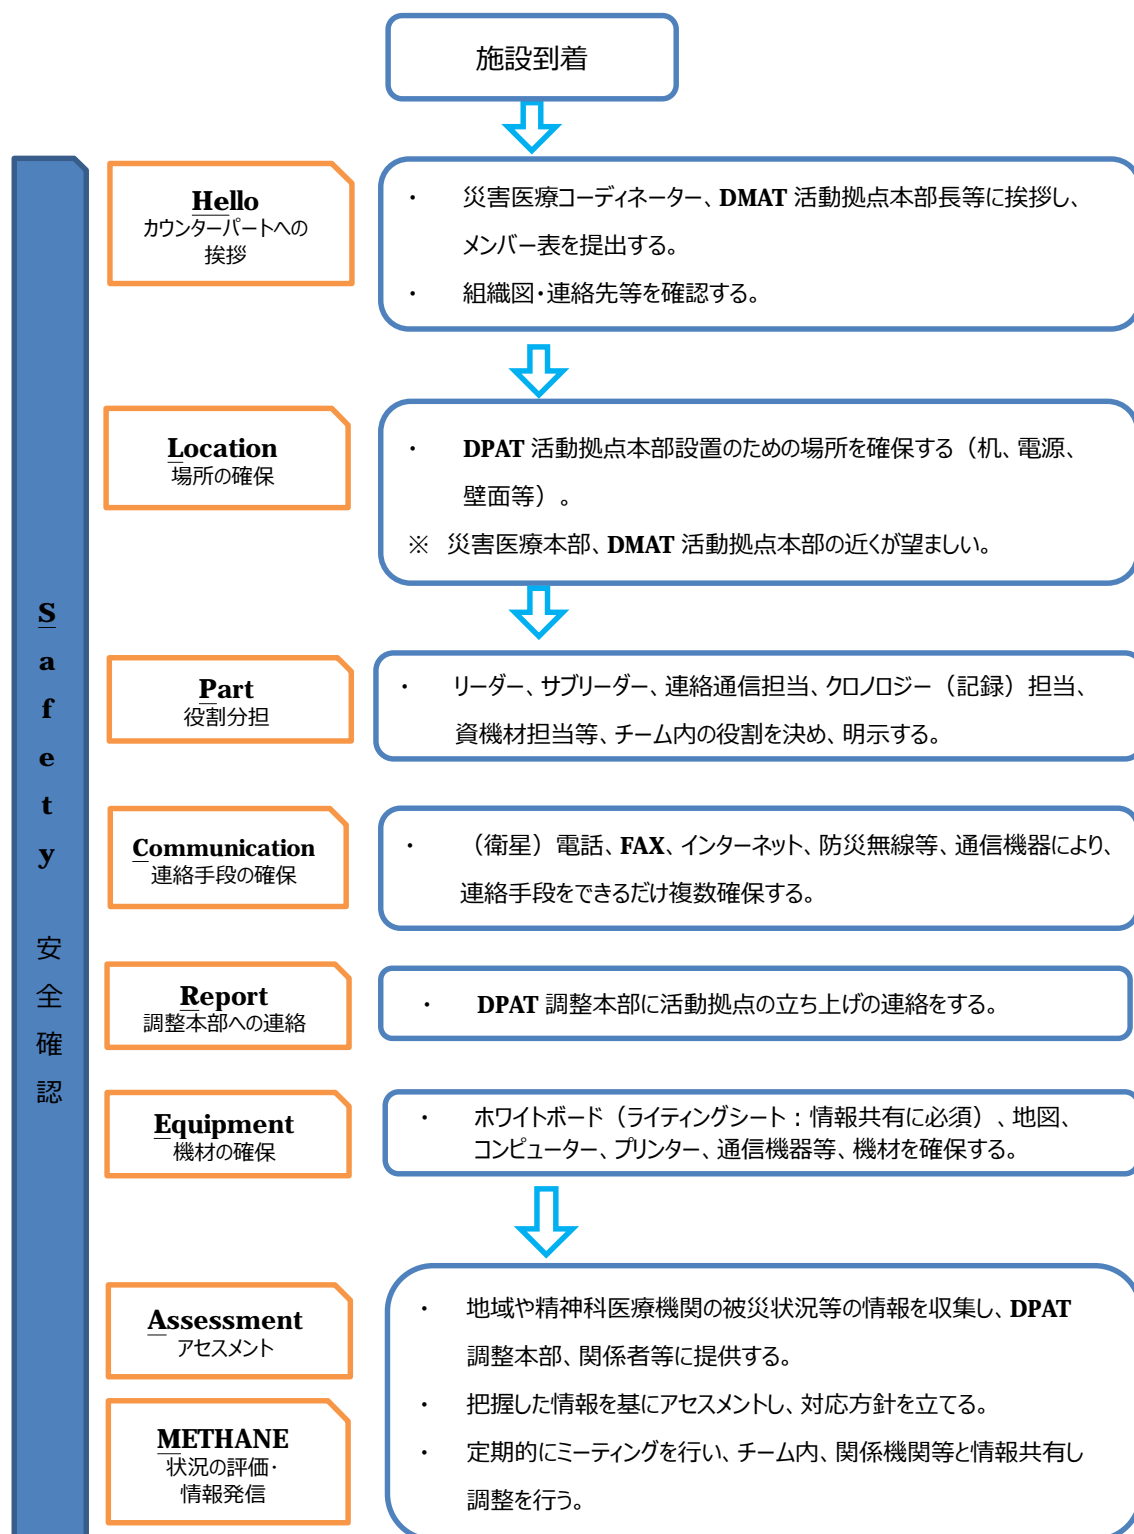 施設到着
Safety 安全確認
Hello
カウンターパートへの
挨拶
・ 災害医療コーディネーター、DMAT 活動拠点本部長等に挨拶し、
メンバー表を提出する。
・ 組織図・連絡先等を確認する。
Location
場所の確保
・ DPAT 活動拠点本部設置のための場所を確保する（机、電源、
壁面等）。
※ 災害医療本部、DMAT 活動拠点本部の近くが望ましい。
Part
役割分担
・ リーダー、サブリーダー、連絡通信担当、クロノロジー（記録）担当、
資機材担当等、チーム内の役割を決め、明示する。
Communication
連絡手段の確保
・ （衛星）電話、FAX、インターネット、防災無線等、通信機器により、
連絡手段をできるだけ複数確保する。
Report
調整本部への連絡
・ DPAT 調整本部に活動拠点の立ち上げの連絡をする。
Equipment
機材の確保
・ ホワイトボード（ライティングシート：情報共有に必須）、地図、
コンピューター、プリンター、通信機器等、機材を確保する。
Assessment
アセスメント
METHANE
状況の評価・
情報発信
・ 地域や精神科医療機関の被災状況等の情報を収集し、DPAT
調整本部、関係者等に提供する。
・ 把握した情報を基にアセスメントし、対応方針を立てる。
・ 定期的にミーティングを行い、チーム内、関係機関等と情報共有し
調整を行う。